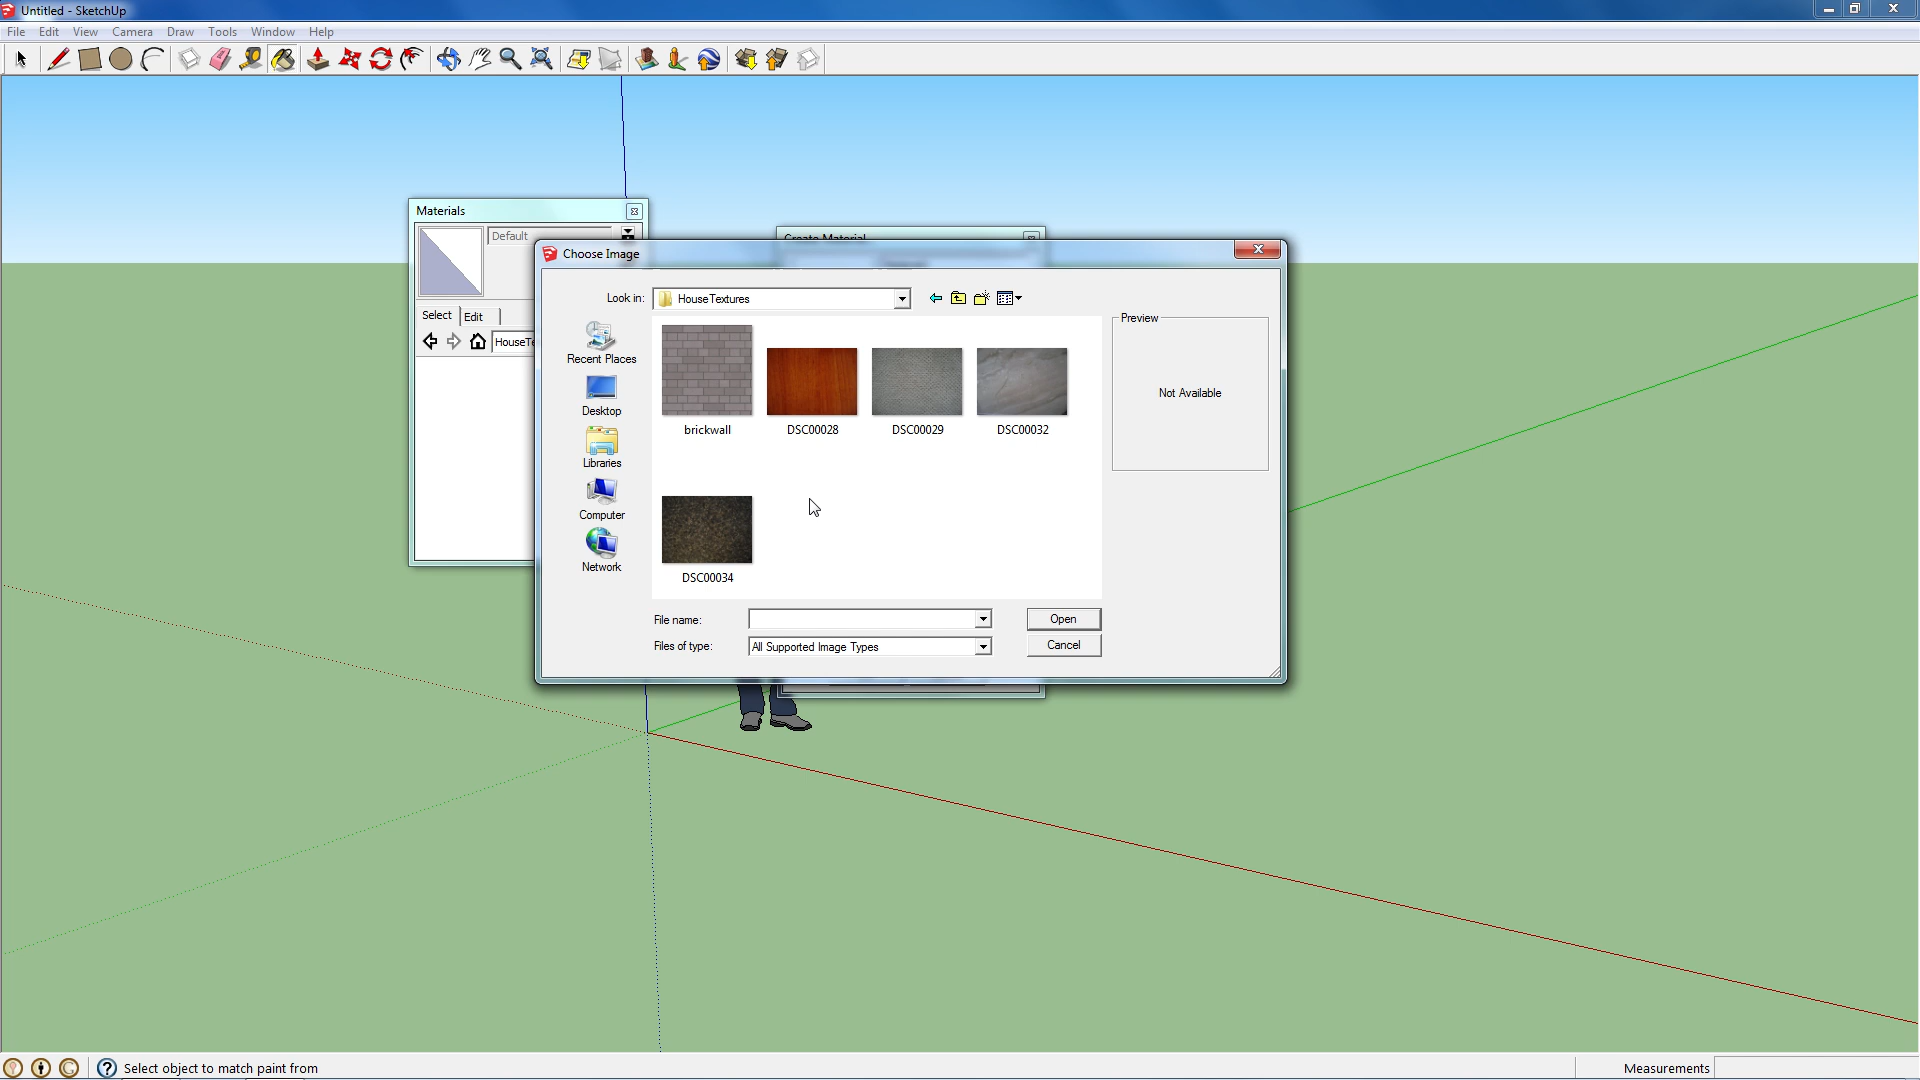 Untitled - SketchUp
File Edit View Camera Draw Tools Window Help
Materials
Default
Create Material
Choose Image
Look in: HouseTextures
Select Edit
HouseTe
Recent Places
Desktop
Libraries
Computer
Network
brickwall DSC00028 DSC00029 DSC00032
DSC00034
Preview
Not Available
File name: Open
Files of type: All Supported Image Types Cancel
Select object to match paint from Measurements